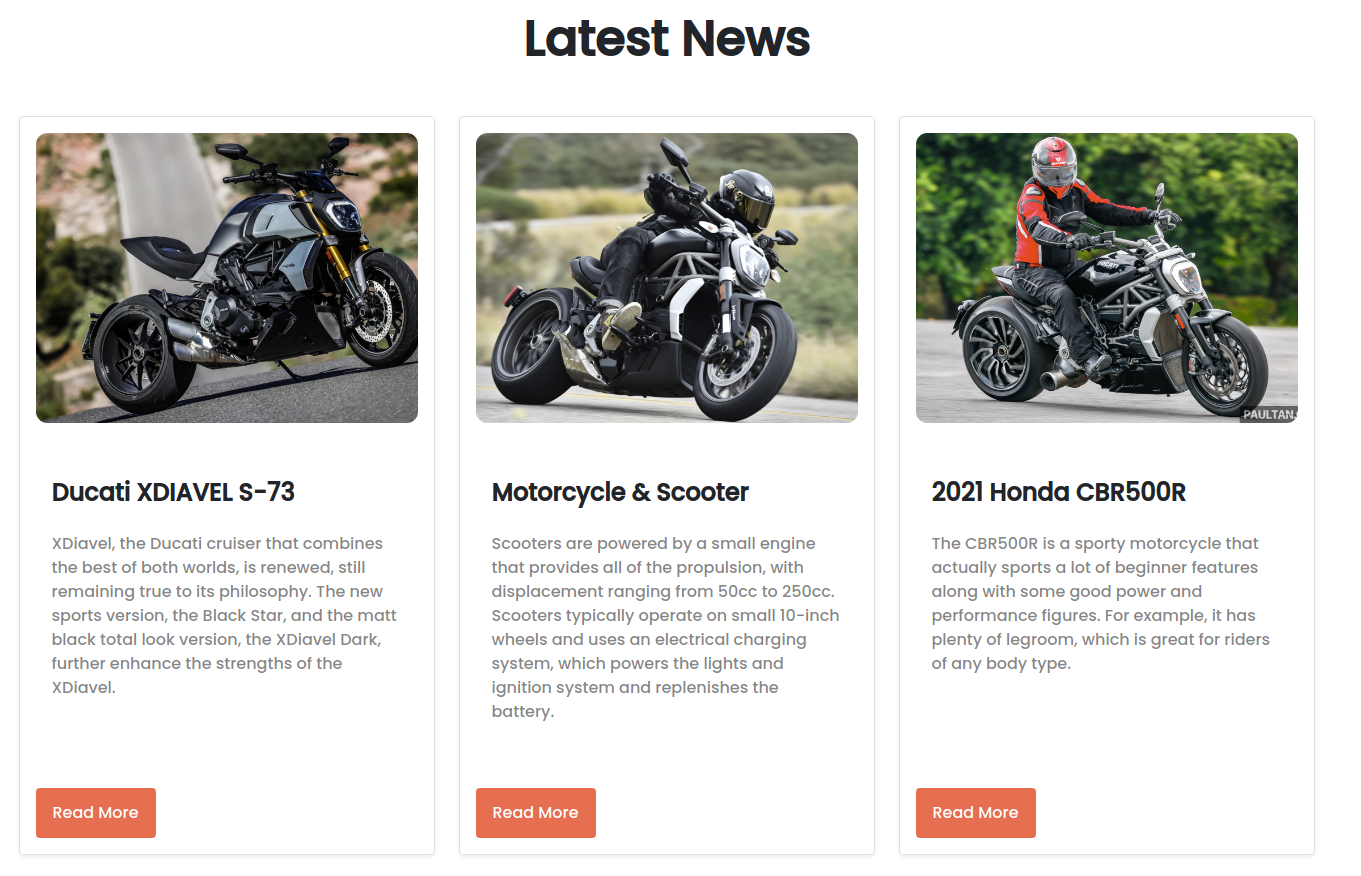 Latest News
Ducati XDIAVEL S-73
XDiavel, the Ducati cruiser that combines
the best of both worlds, is renewed, still
remaining true to its philosophy. The new
sports version, the Black Star, and the matt
black total look version, the XDiavel Dark,
further enhance the strengths of the
XDiavel.
Read More
Motorcycle & Scooter
Scooters are powered by a small engine
that provides all of the propulsion, with
displacement ranging from 50cc to 250cc.
Scooters typically operate on small 10-inch
wheels and uses an electrical charging
system, which powers the lights and
ignition system and replenishes the
battery.
Read More
PAULTAN.
2021 Honda CBR500R
The CBR500R is a sporty motorcycle that
actually sports a lot of beginner features
along with some good power and
performance figures. For example, it has
plenty of legroom, which is great for riders
of any body type.
Read More